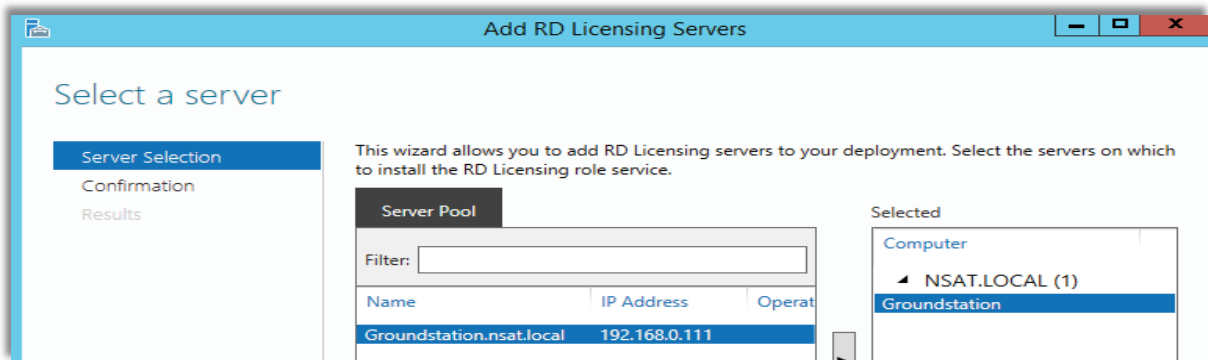 Add RD Licensing Servers
Select a server
Server Selection
Confirmation
Results
This wizard allows you to add RD Licensing servers to your deployment. Select the servers on which
to install the RD Licensing role service.
Server Pool
Filter:
Name IP Address Operat
Groundstation.nsat.local 192.168.0.111
Selected
Computer
NSAT.LOCAL (1)
Groundstation